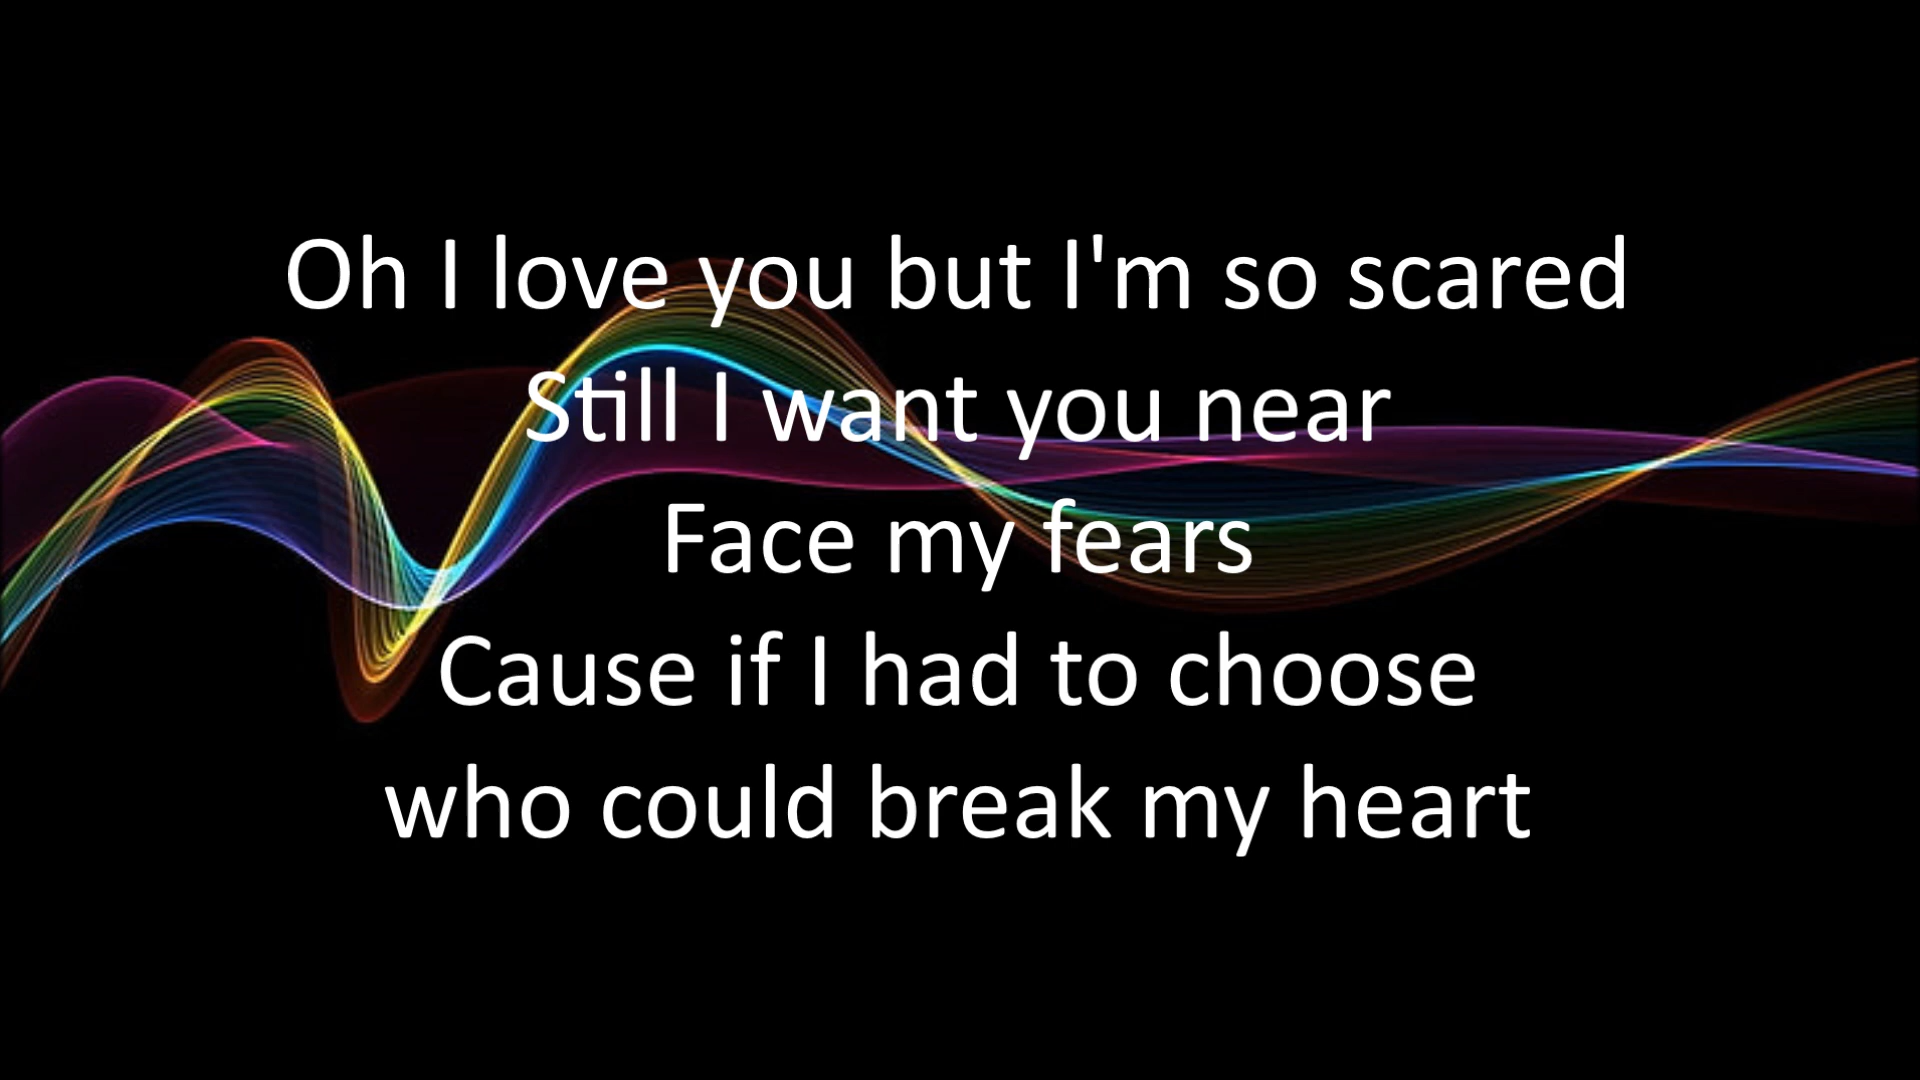 Oh I love you but I'm so scared
Still I want you near
Face my fears
Cause if I had to choose
who could break my heart